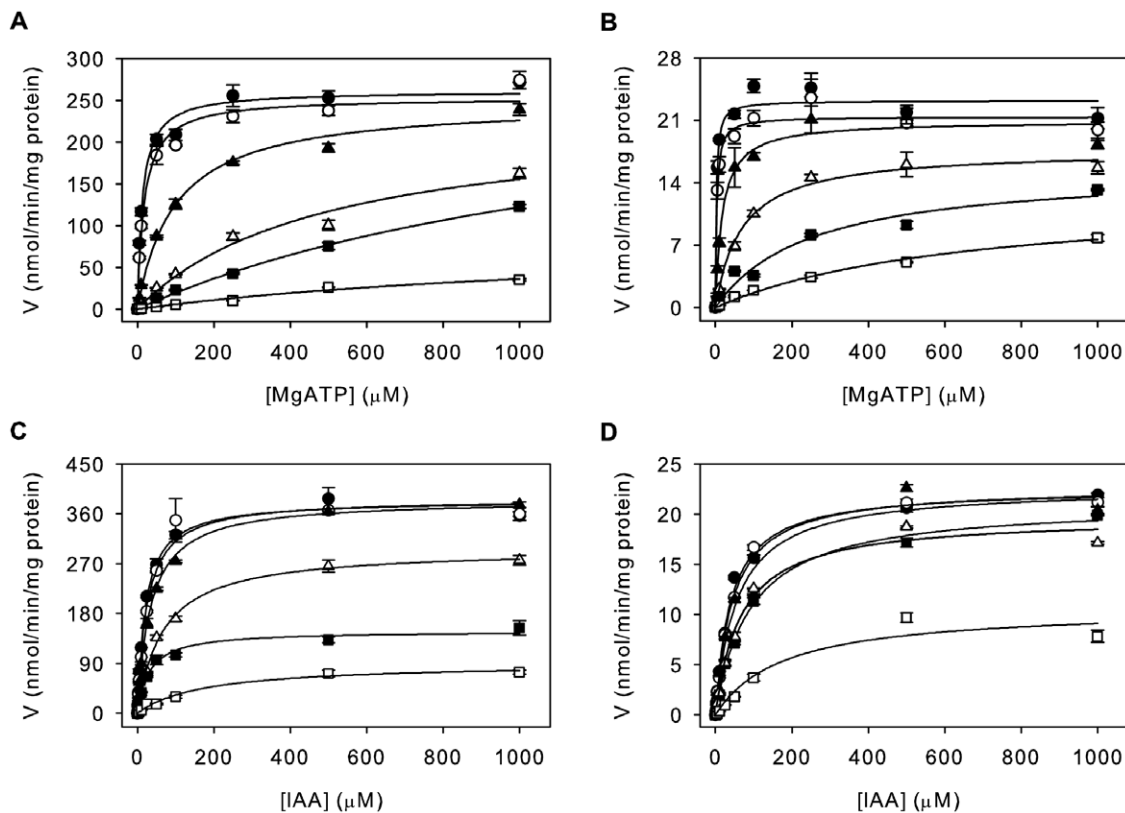 A
B
V (nmol/min/mg protein)
300
250
200
150
100
50
0
0 200 400 600 800 1000
[MgATP] (μM)
V (nmol/min/mg protein)
28
21
14
7
0
0 200 400 600 800 1000
[MgATP] (μM)
C
D
V (nmol/min/mg protein)
450
360
270
180
90
0
0 200 400 600 800 1000
[IAA] (μM)
V (nmol/min/mg protein)
25
20
15
10
5
0
0 200 400 600 800 1000
[IAA] (μM)